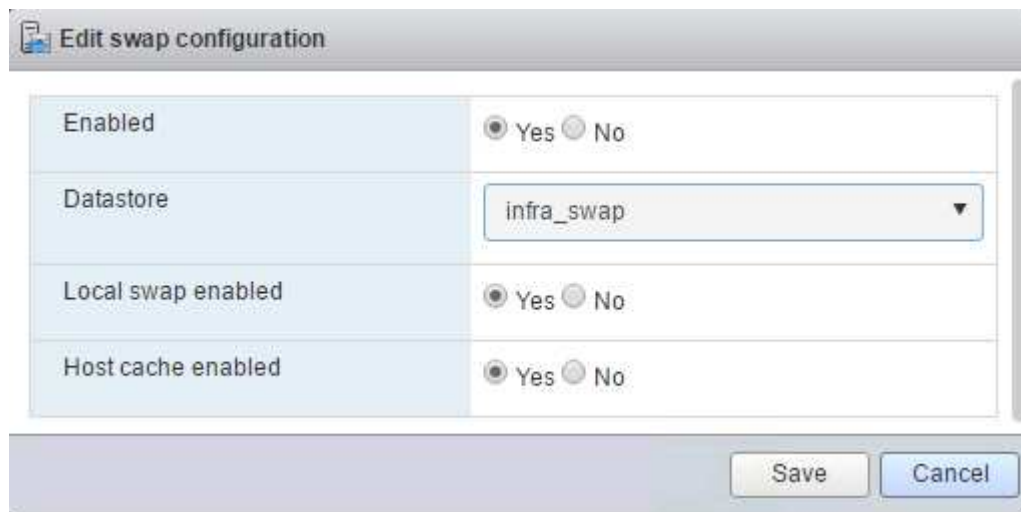 Edit swap configuration
Enabled
Yes No
Datastore
infra_swap
Local swap enabled
Yes No
Host cache enabled
Yes No
Save Cancel